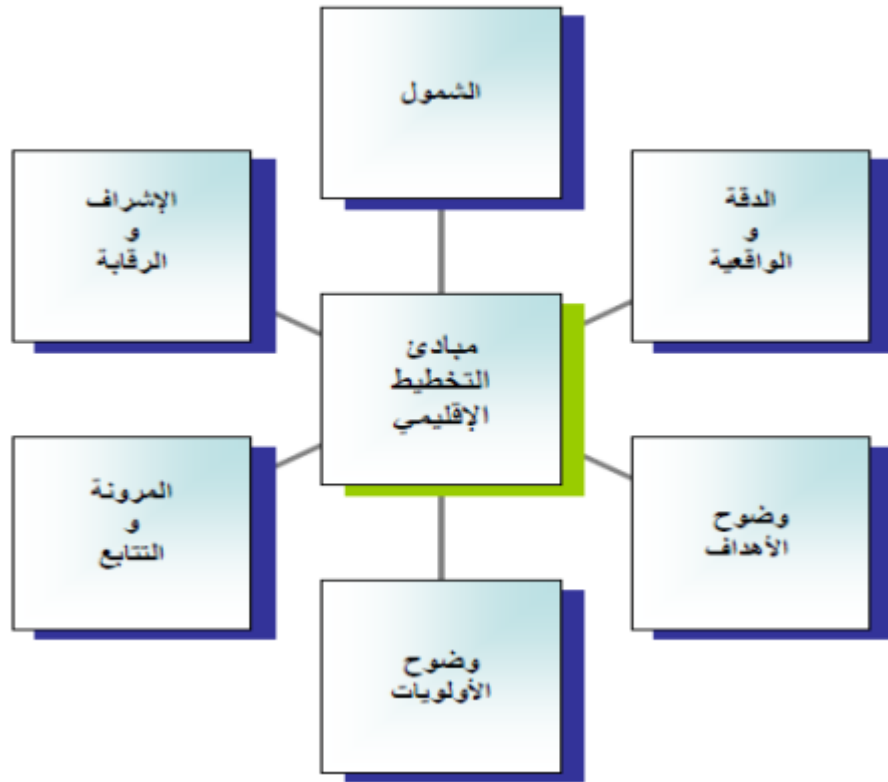 الشمول
الدقة
و
الواقعية
الإشراف
و
الرقابة
مبادئ
التخطيط
الإقليمي
وضوح
الأهداف
المرونة
و
التتابع
وضوح
الأولويات